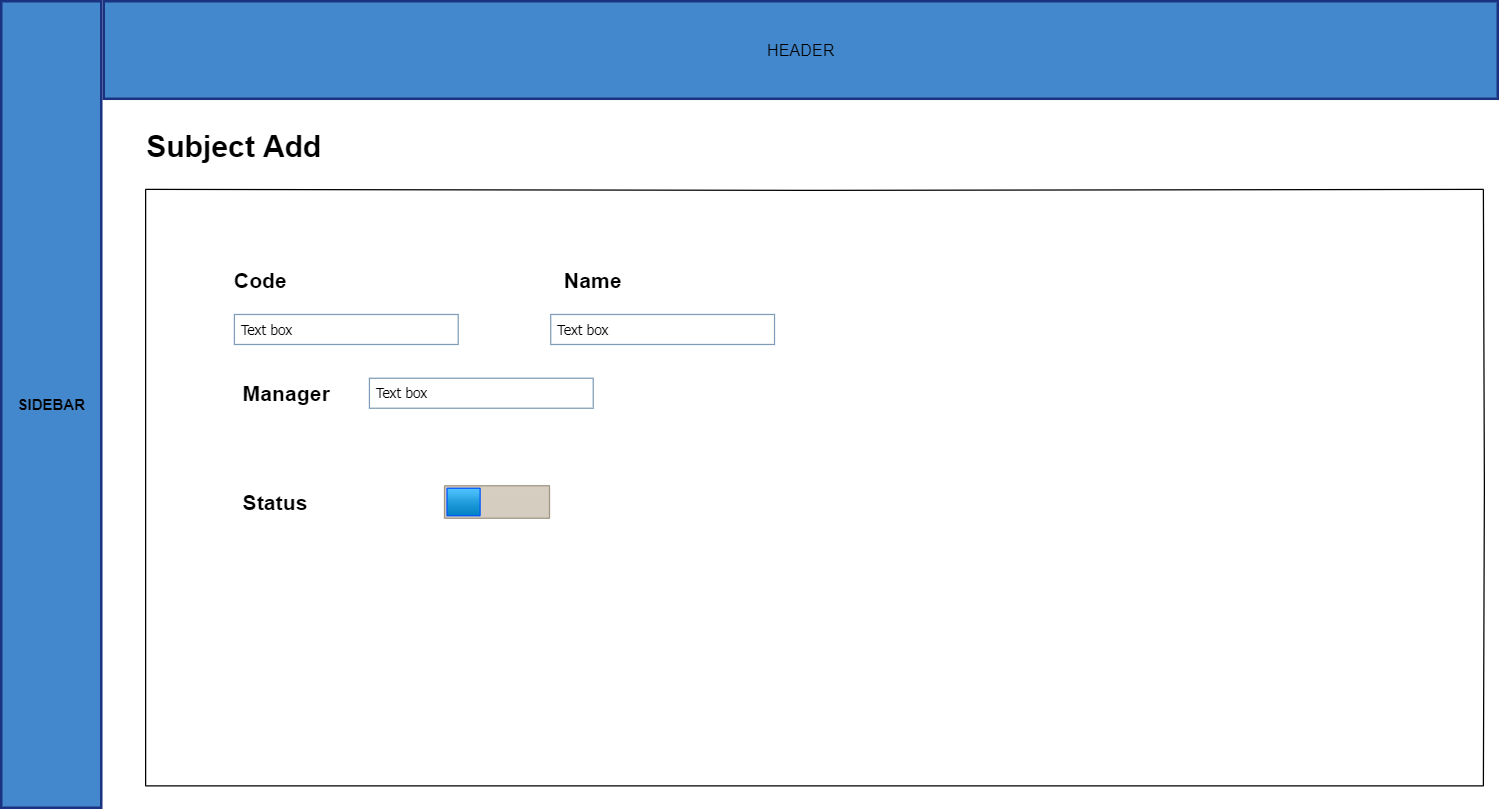 HEADER
Subject Add
Code
Name
Text box
Text box
Manager
Text box
SIDEBAR
Status